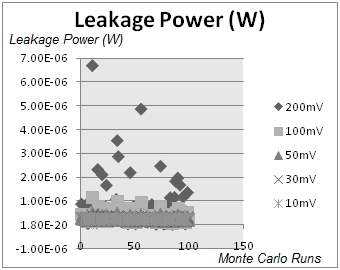 Leakage Power (W)
Leakage Power (W)
7.00E-06
6.00E-06
5.00E-06
4.00E-06
3.00E-06
2.00E-06
1.00E-06
1.80E-20
-1.00E-06
0
50
100
150
Monte Carlo Runs
200mV
100mV
50mV
30mV
10mV